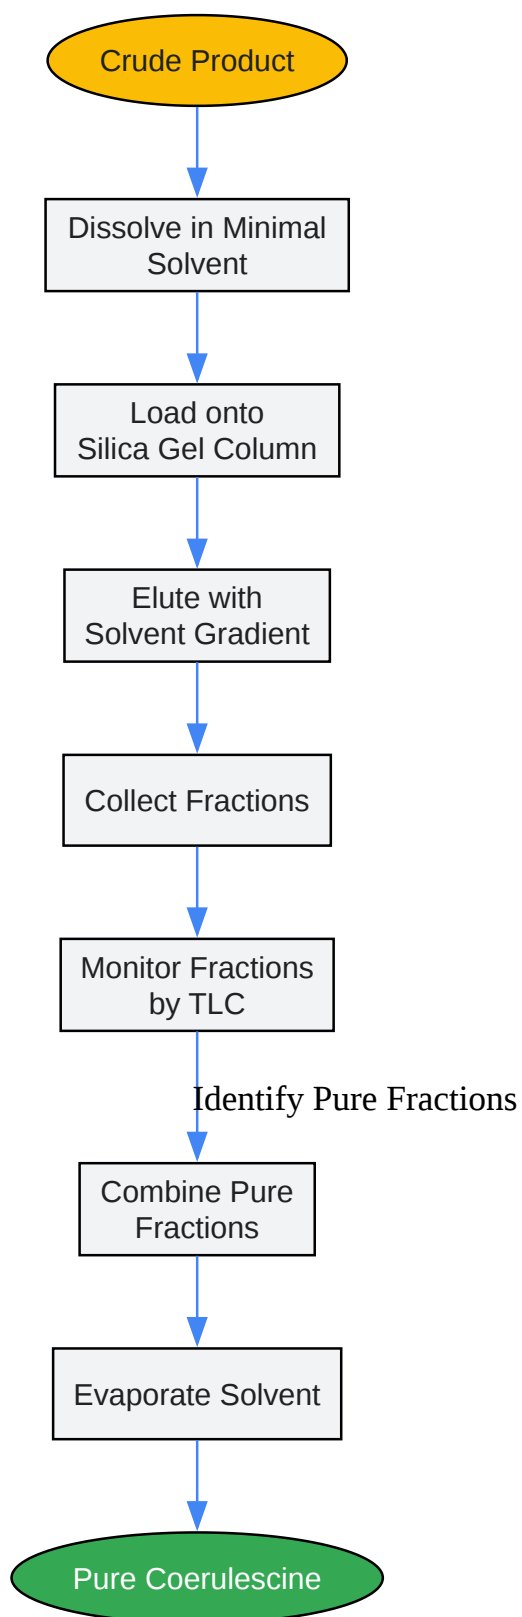 Crude Product
Dissolve in Minimal
Solvent
Load onto
Silica Gel Column
Elute with
Solvent Gradient
Collect Fractions
Monitor Fractions
by TLC
Identify Pure Fractions
Combine Pure
Fractions
Evaporate Solvent
Pure Coerulescine